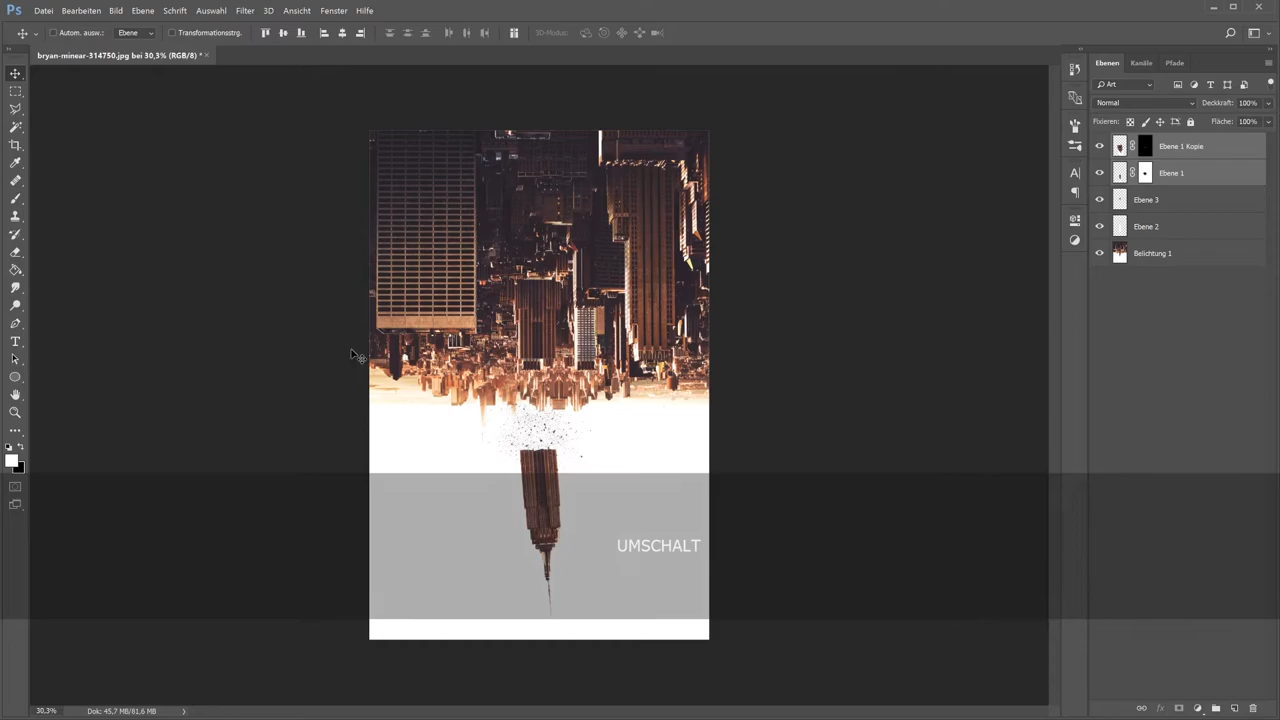 Ps Datei Bearbeiten Bild Ebene Schrift Auswahl Filter 3D Ansicht Fenster Hilfe
Autom. ausw.: Ebene Transformationsstrg. 3D-Modus:
bryan-minear-314750.jpg bei 30,3% (RGB/8) *
Ebenen Kanäle Pfade
Art
Normal Deckkraft: 100%
Fixieren: Fläche: 100%
Ebene 1 Kopie
Ebene 1
Ebene 3
Ebene 2
Belichtung 1
UMSCHALT
30,3% Dok: 45,7 MB/81,6 MB